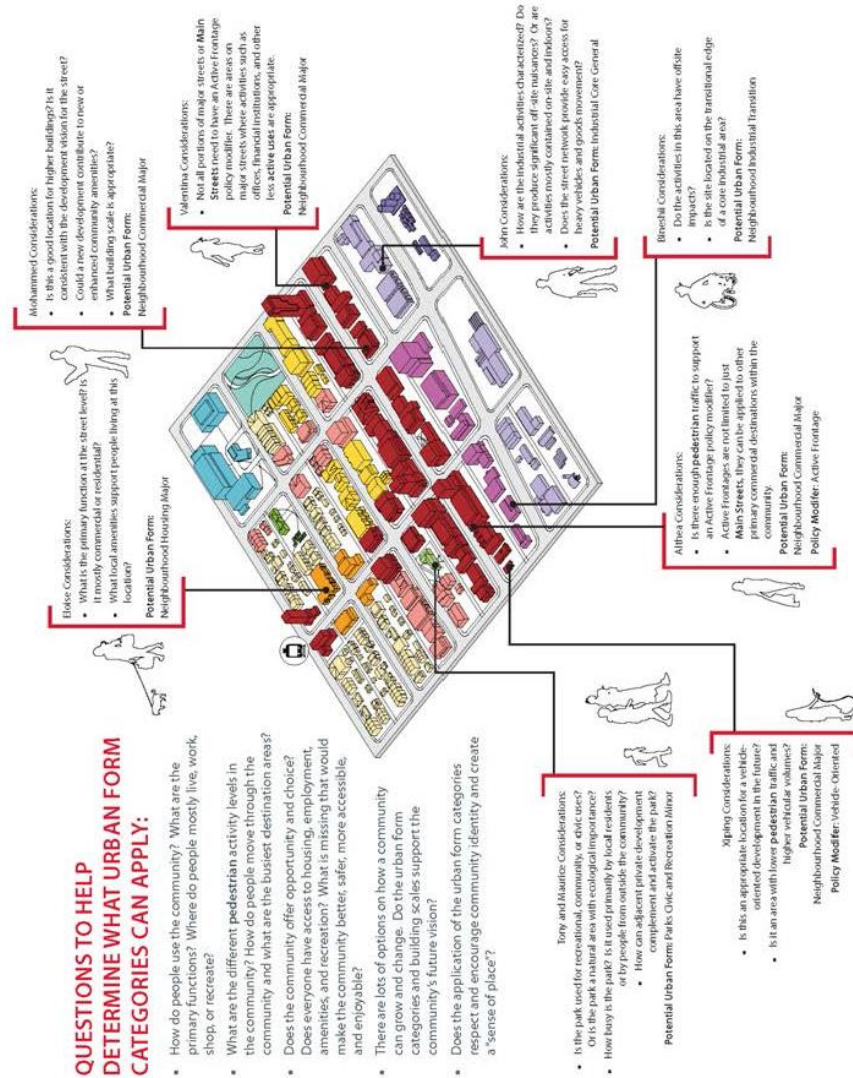 QUESTIONS TO HELP
DETERMINE WHAT URBAN FORM
CATEGORIES CAN APPLY:
• How do people use the community? What are the
primary functions? Where do people mostly live, work,
shop, or recreate?
• What are the different pedestrian activity levels in
the community? How do people move through the
community and what are the busiest destination areas?
• Does the community offer opportunity and choice?
Does everyone have access to housing, employment,
amenities, and recreation? What is missing that would
make the community better, safer, more accessible,
and enjoyable?
• There are lots of options on how a community
can grow and change. Do the urban form
categories and building scales support the
community's future vision?
• Does the application of the urban form categories
respect and encourage community identity and create
a "sense of place"?
Eloise Considerations:
• What is the primary function at the street level? Is
it mostly commercial or residential?
• What local amenities support people living at this
location?
Potential Urban Form:
Neighbourhood Housing Major
Mohammed Considerations:
• Is this a good location for higher buildings? Is it
consistent with the development vision for the street?
• Could a new development contribute to new or
enhanced community amenities?
• What building scale is appropriate?
Potential Urban Form:
Neighbourhood Commercial Major
Valentina Considerations:
• Not all portions of major streets or Main
Streets need to have an Active Frontage
policy modifier. There are areas on
major streets where activities such as
offices, financial institutions, and other
less active uses are appropriate.
Potential Urban Form:
Neighbourhood Commercial Major
Tony and Maurice Considerations:
• Is the park used for recreational, community, or civic uses?
Or is the park a natural area with ecological importance?
• How busy is the park? Is it used primarily by local residents
or by people from outside the community?
• How can adjacent private development
complement and activate the park?
Potential Urban Form: Parks Civic and Recreation Minor
Xiping Considerations:
• Is this an appropriate location for a vehicle-
oriented development in the future?
• Is it an area with lower pedestrian traffic and
higher vehicular volumes?
Potential Urban Form:
Neighbourhood Commercial Major
Policy Modifer: Vehicle-Oriented
Althea Considerations:
• Is there enough pedestrian traffic to support
an Active Frontage policy modifier?
• Active Frontages are not limited to just
Main Streets, they can be applied to other
primary commercial destinations within the
community.
Potential Urban Form:
Neighbourhood Commercial Major
Policy Modifer: Active Frontage
John Considerations:
• How are the industrial activities characterized? Do
they produce significant off-site nuisances? Or are
activities mostly contained on-site and indoors?
• Does the street network provide easy access for
heavy vehicles and goods movement?
Potential Urban Form: Industrial Core General
Bineshii Considerations:
• Do the activities in this area have offsite
impacts?
• Is the site located on the transitional edge
of a core industrial area?
Potential Urban Form:
Neighbourhood Industrial Transition